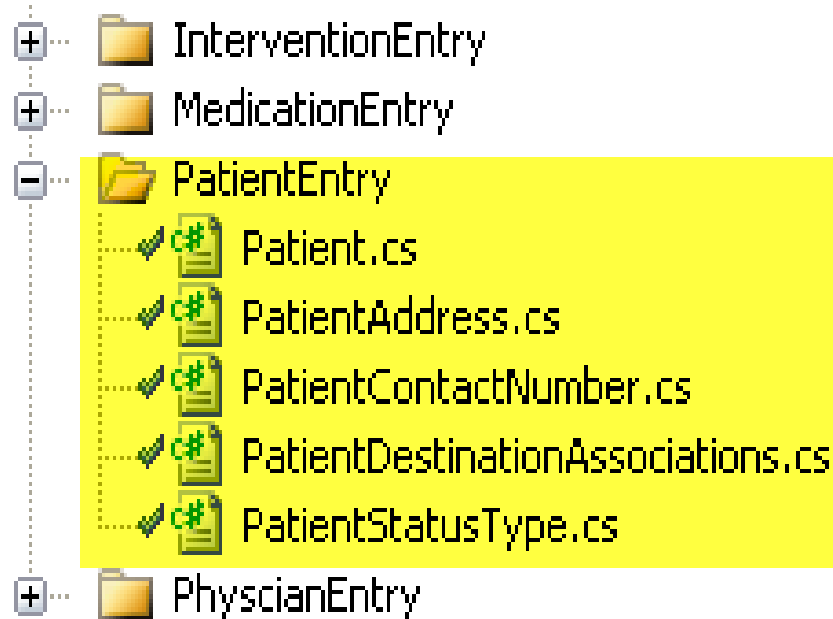 InterventionEntry
MedicationEntry
PatientEntry
C# Patient.cs
C# PatientAddress.cs
C# PatientContactNumber.cs
C# PatientDestinationAssociations.cs
C# PatientStatusType.cs
PhyscianEntry